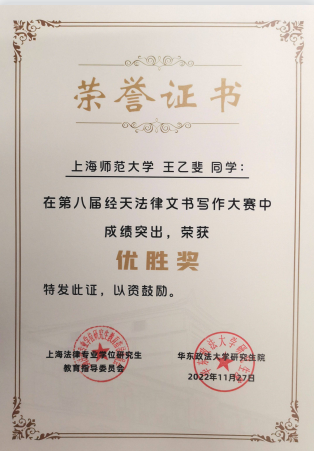 荣誉证书
上海师范大学 王乙斐 同学：
在第八届经天法律文书写作大赛中
成绩突出，荣获
优胜奖
特发此证，以资鼓励。
上海法律专业学位研究生
教育指导委员会
华东政法大学研究生院
2022年11月27日